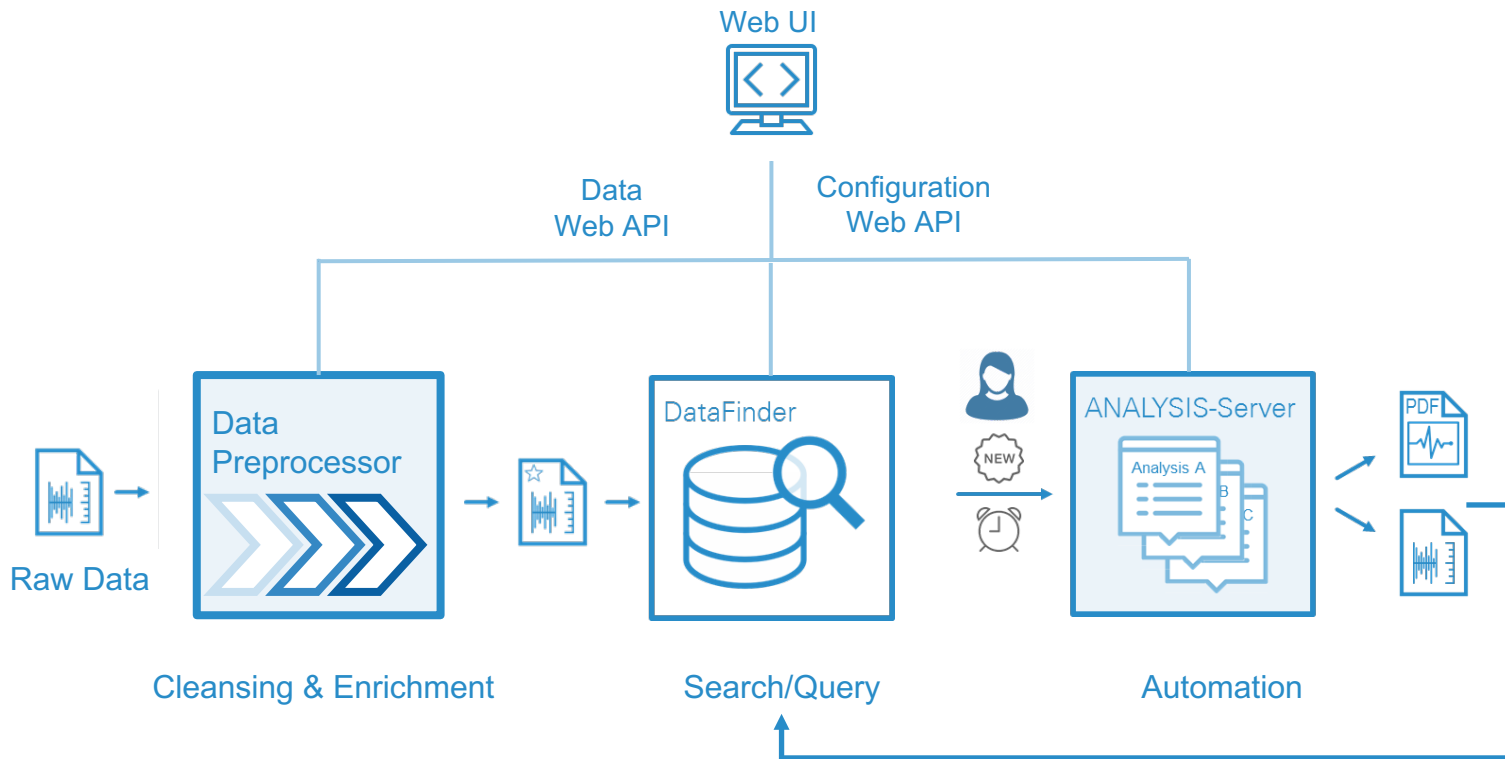 Web UI
Data
Web API
Configuration
Web API
Data
Preprocessor
DataFinder
NEW
ANALYSIS-Server
Analysis A
B
C
PDF
Raw Data
Cleansing & Enrichment
Search/Query
Automation